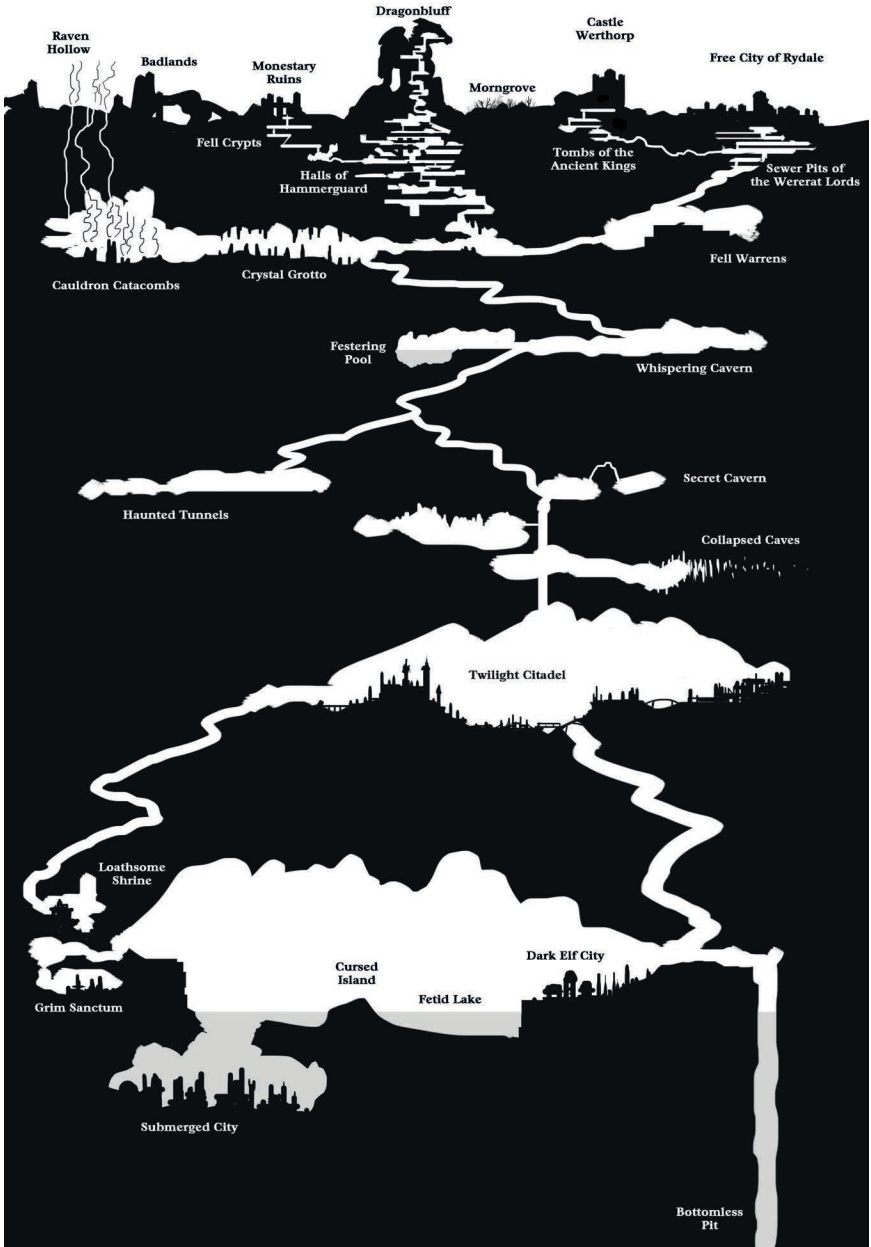 Dragonbluff
Raven
Hollow
Badlands
Monestary
Ruins
Castle
Werthorp
Free City of Rydale
Morngrove
Fell Crypts
Halls of
Hammerguard
Tombs of the
Ancient Kings
Sewer Pits of
the Wererat Lords
Fell Warrens
Cauldron Catacombs
Crystal Grotto
Festering
Pool
Whispering Cavern
Secret Cavern
Haunted Tunnels
Collapsed Caves
Twilight Citadel
Loathsome
Shrine
Cursed
Island
Dark Elf City
Fetid Lake
Grim Sanctum
Submerged City
Bottomless
Pit